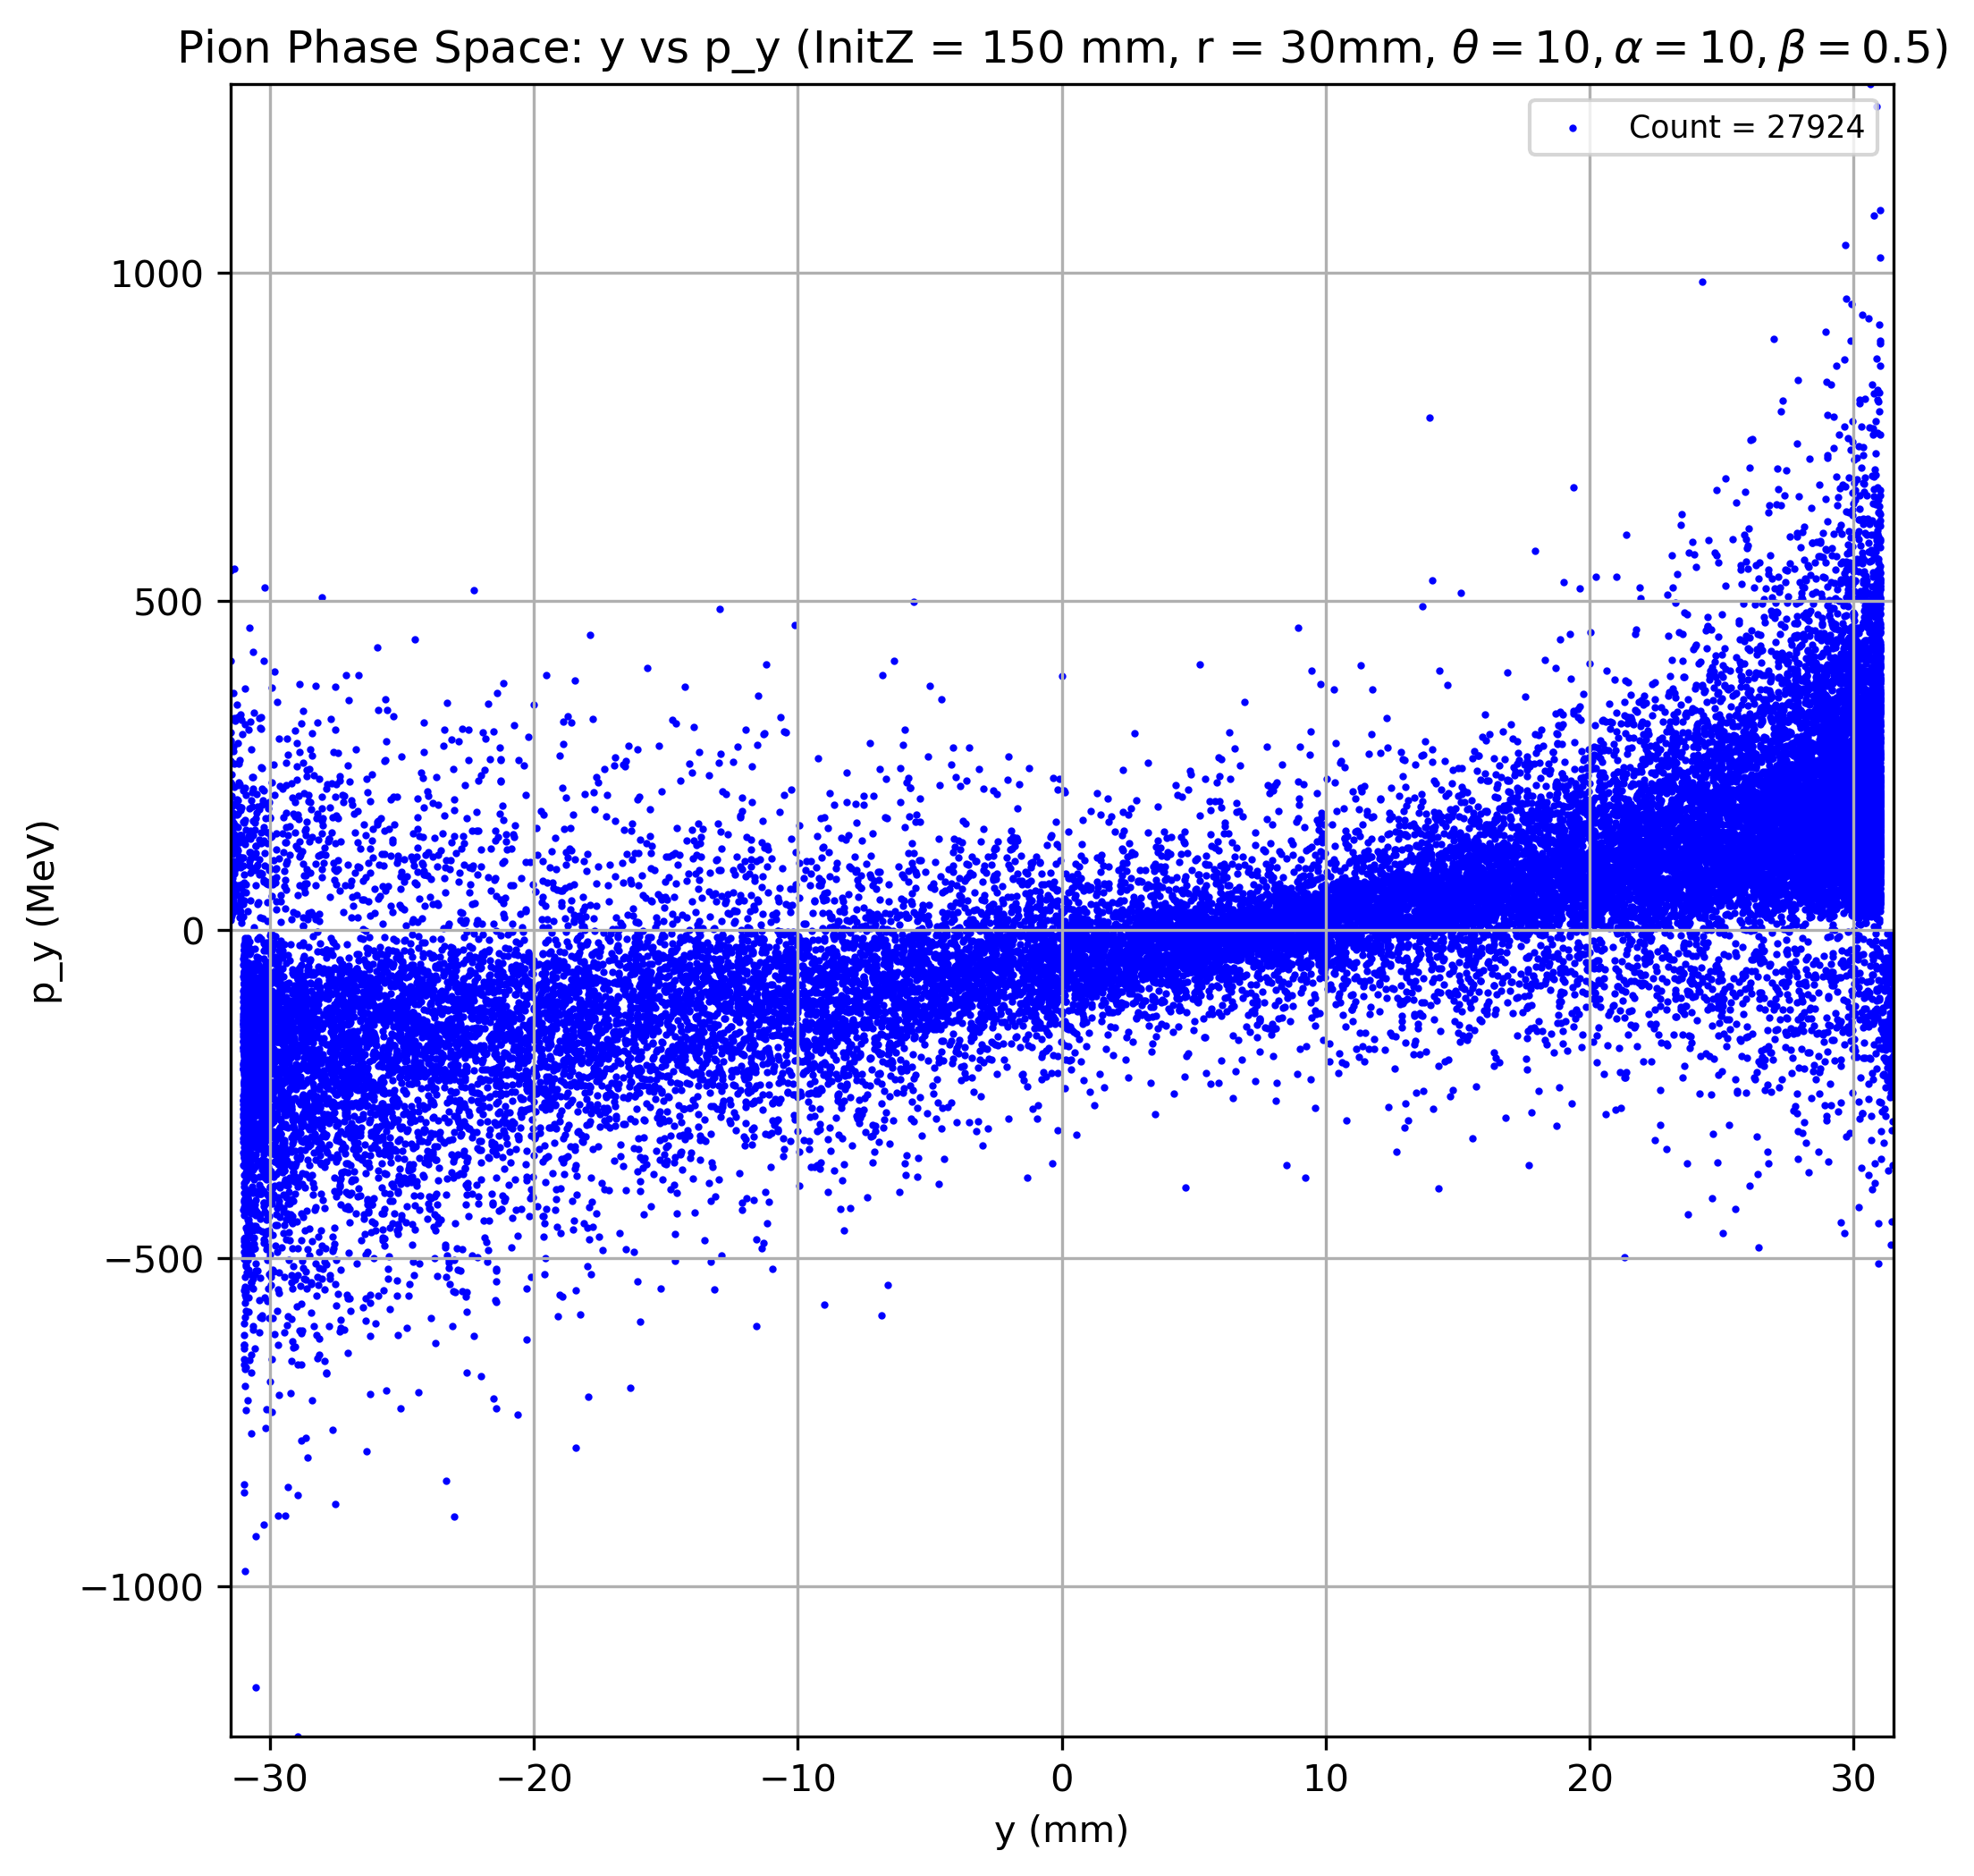 Pion Phase Space: y vs p_y (InitZ = 150 mm, r = 30mm, θ = 10, α = 10, β = 0.5)
Count = 27924
1000
500
0
−500
−1000
p_y (MeV)
−30 −20 −10 0 10 20 30
y (mm)